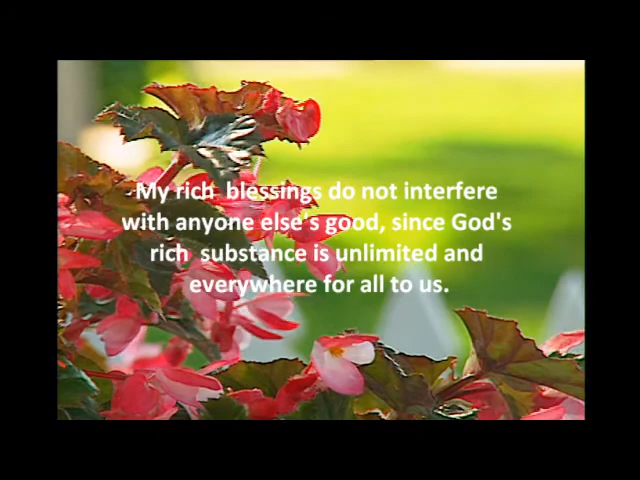 My rich  blessings do not interfere
with anyone else's good, since God's
rich  substance is unlimited and
everywhere for all to us.